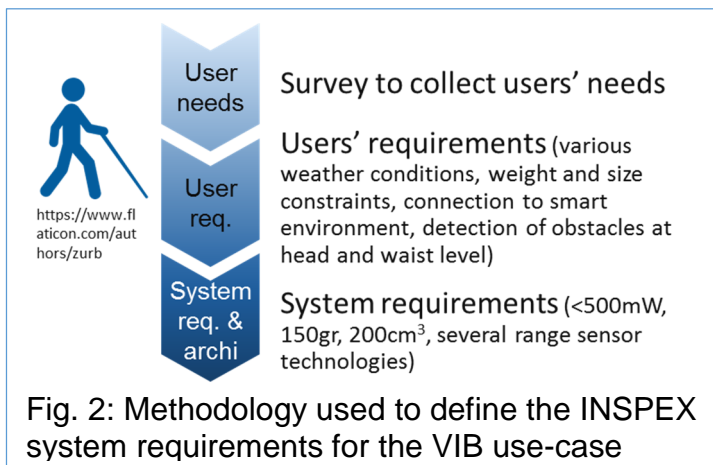 User
needs
Survey to collect users’ needs
https://www.fl
aticon.com/aut
hors/zurb
User
req.
Users’ requirements (various
weather conditions, weight and size
constraints, connection to smart
environment, detection of obstacles at
head and waist level)
System
req. &
archi
System requirements (<500mW,
150gr, 200cm³, several range sensor
technologies)
Fig. 2: Methodology used to define the INSPEX
system requirements for the VIB use-case